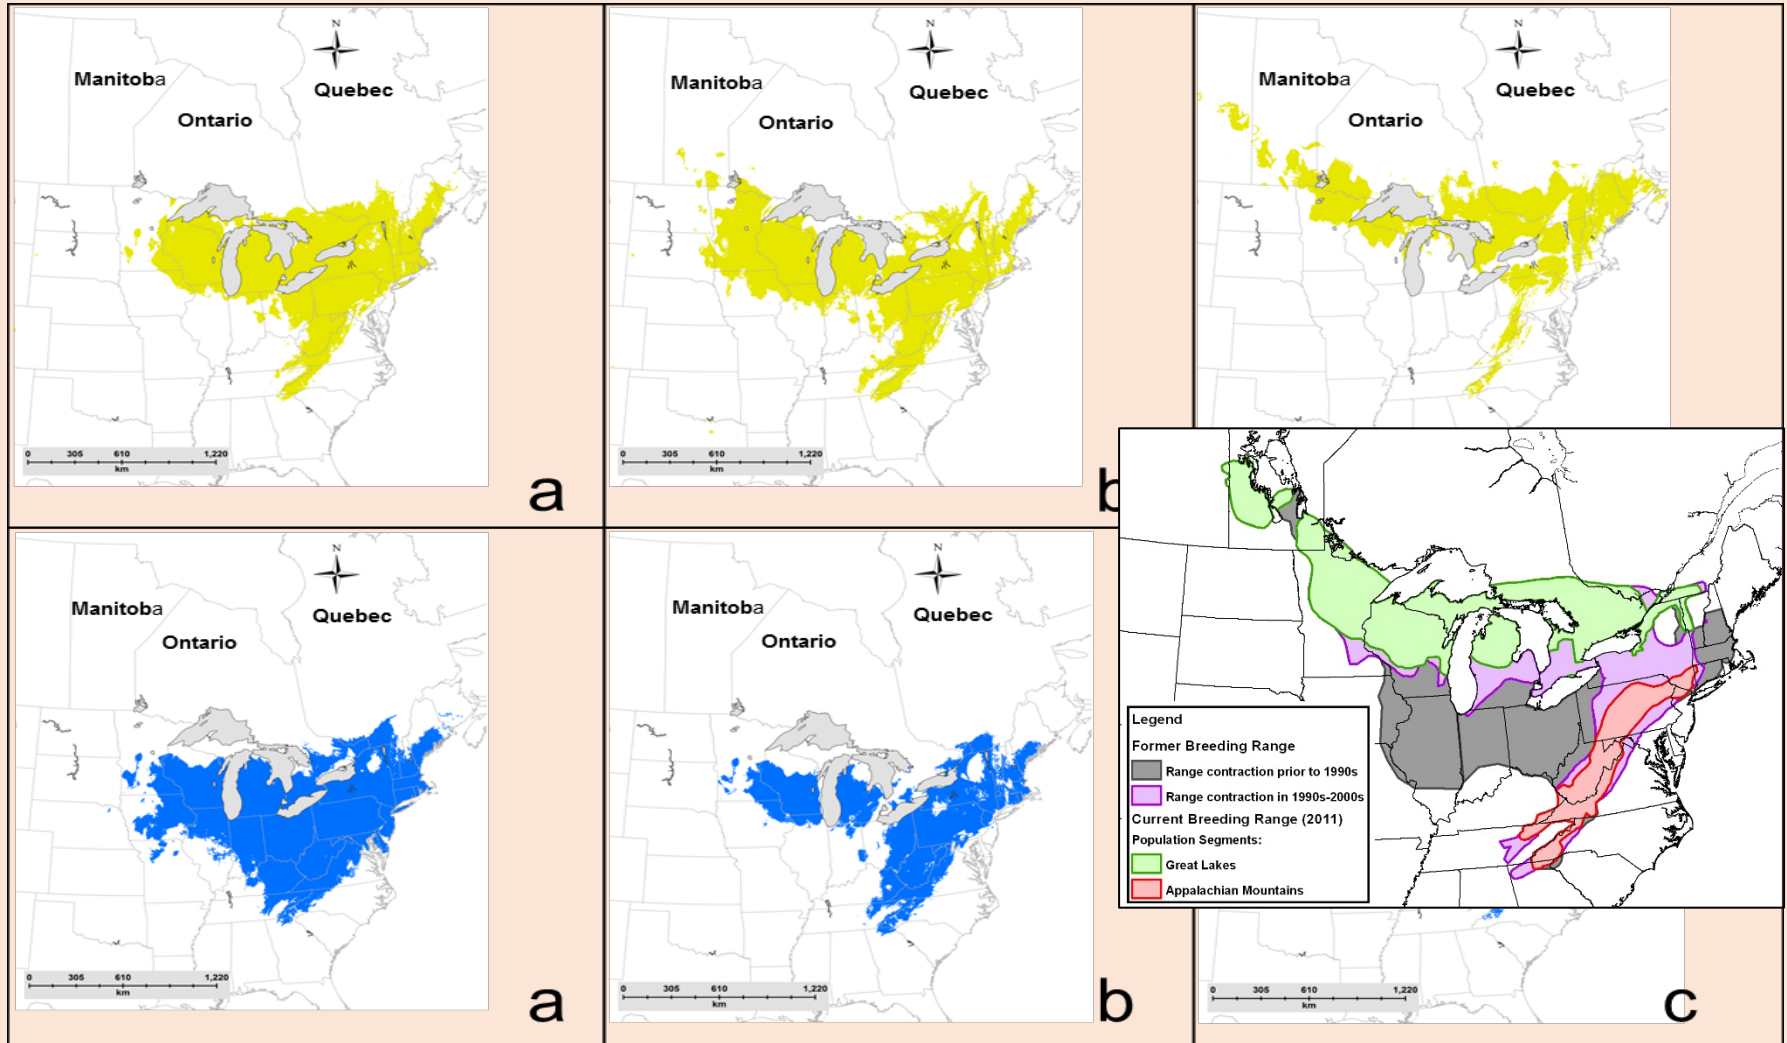 N
Manitoba
Quebec
Ontario
0 305 610 1,220
km
a
N
Manitoba
Quebec
Ontario
0 305 610 1,220
km
b
N
Manitoba
Quebec
Ontario
Legend
Former Breeding Range
Range contraction prior to 1990s
Range contraction in 1990s-2000s
Current Breeding Range (2011)
Population Segments:
Great Lakes
Appalachian Mountains
N
Manitoba
Quebec
Ontario
0 305 610 1,220
km
a
N
Manitoba
Quebec
Ontario
0 305 610 1,220
km
b
0 305 610 1,220
km
c